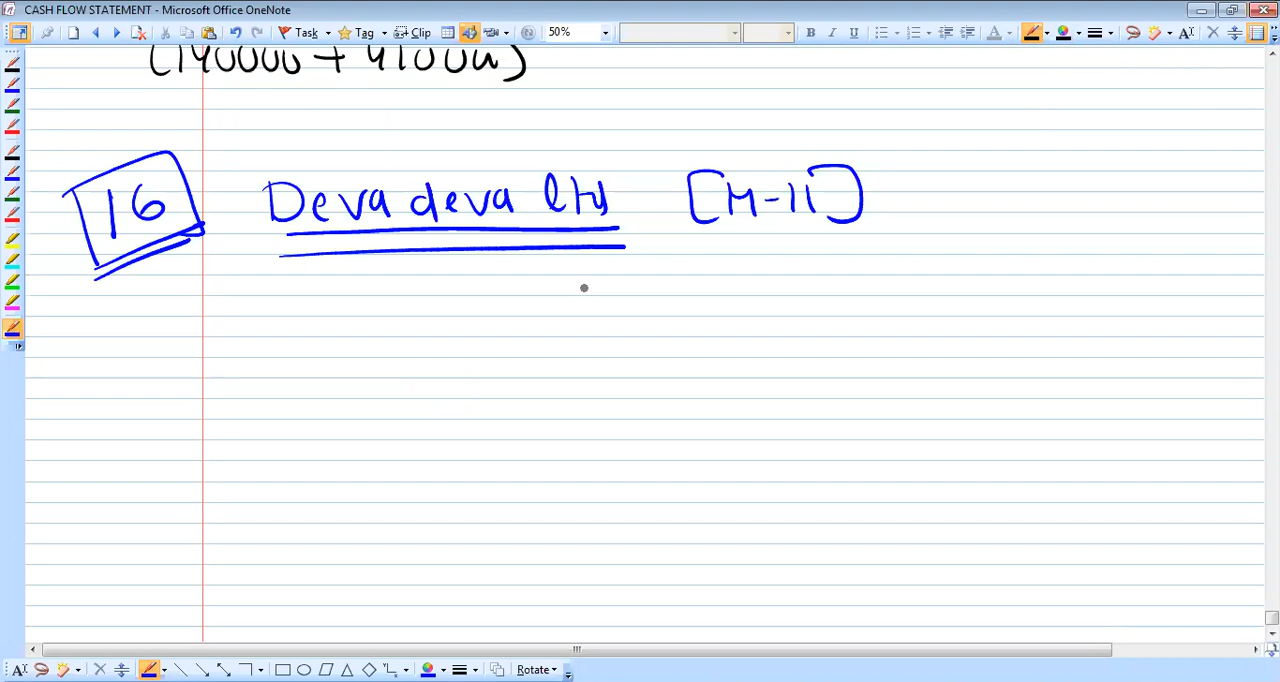 CASH FLOW STATEMENT - Microsoft Office OneNote
Task Tag Clip 50% B I U A
(140000 + 41000)
16 Deva deva ltd [M-11]
Rotate